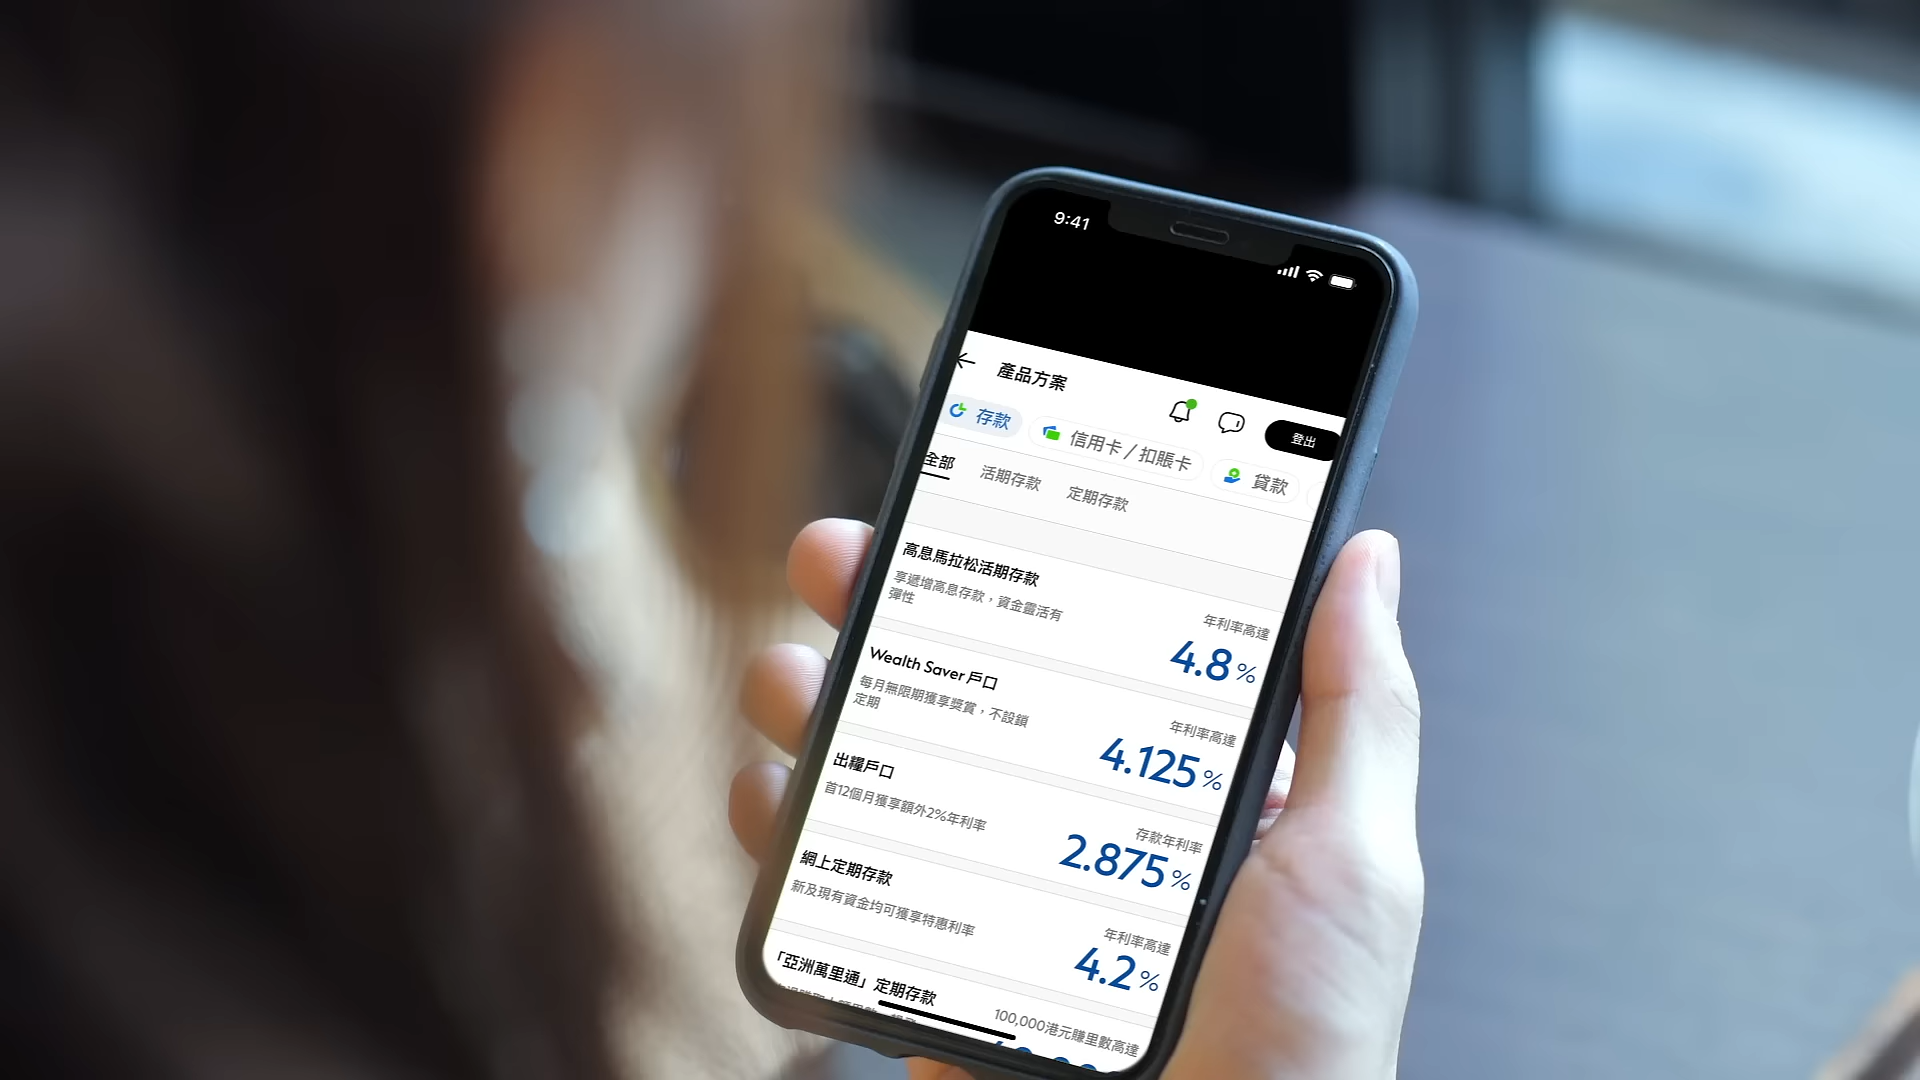 9:41
產品方案
登出
存款
信用卡 / 扣賬卡
貸款
全部
活期存款
定期存款
高息馬拉松活期存款
享遞增高息存款，資金靈活有
彈性
年利率高達
4.8%
Wealth Saver 戶口
每月無限期獲享獎賞，不設鎖
定期
年利率高達
4.125%
出糧戶口
首12個月獲享額外2%年利率
存款年利率
2.875%
網上定期存款
新及現有資金均可獲享特惠利率
年利率高達
4.2%
「亞洲萬里通」定期存款
100,000港元賺里數高達